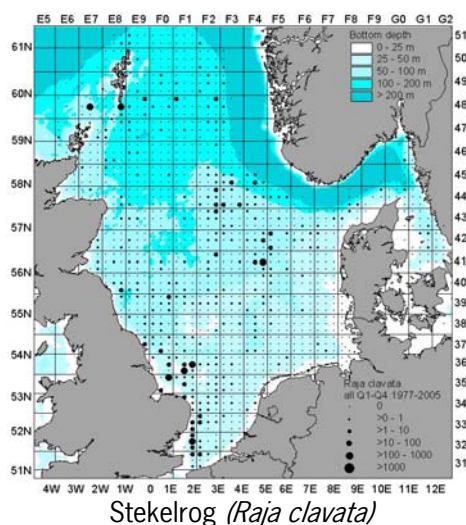 E5 E6 E7 E8 E9 F0 F1 F2 F3 F4 F5 F6 F7 F8 F9 G0 G1 G2
Bottom depth
0 - 25 m
25 - 50 m
50 - 100 m
100 - 200 m
> 200 m
61N
60N
59N
58N
57N
56N
55N
54N
53N
52N
51N
51
50
49
48
47
46
45
44
43
42
41
40
39
38
37
36
35
34
33
32
31
Raja clavata
all Q1-Q4 1977-2005
0
>0 - 1
>1 - 10
>10 - 100
>100 - 1000
>1000
4W 3W 2W 1W 0 1E 2E 3E 4E 5E 6E 7E 8E 9E 10E 11E 12E
Stekelrog (Raja clavata)